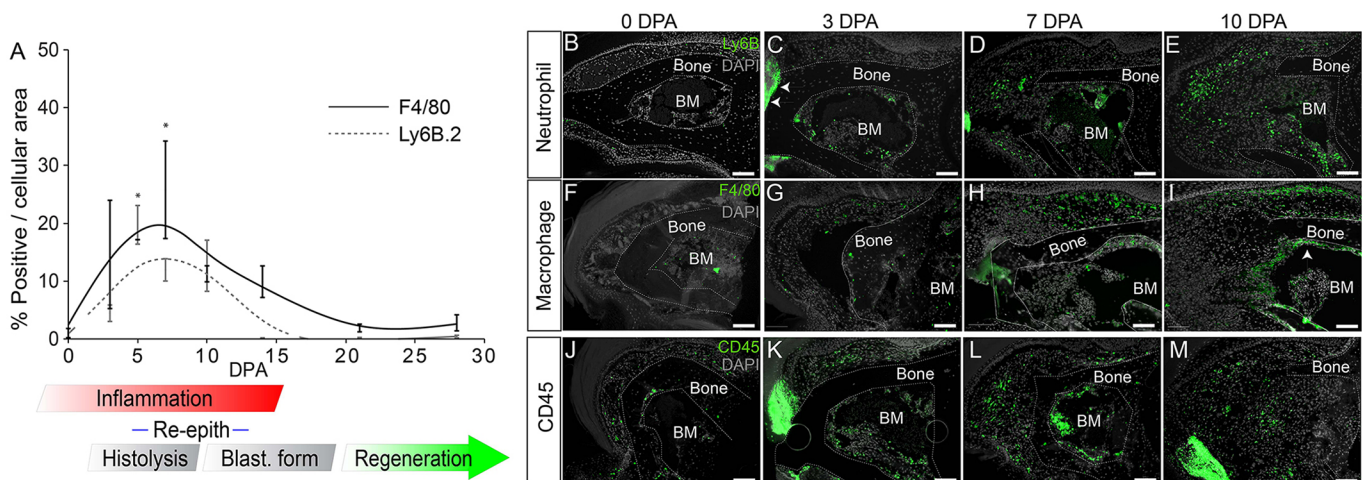 A
50
40
30
20
10
0
% Positive / cellular area
F4/80
Ly6B.2
*
*
0
5
10
15
20
25
30
DPA
Inflammation
Re-epith
Histolysis
Blast. form
Regeneration
0 DPA
3 DPA
7 DPA
10 DPA
Neutrophil
B
Ly6B
DAPI
Bone
BM
C
Bone
BM
D
Bone
BM
E
Bone
BM
Macrophage
F
F4/80
DAPI
Bone
BM
G
Bone
BM
H
Bone
BM
I
Bone
BM
CD45
J
CD45
DAPI
Bone
BM
K
Bone
BM
L
Bone
BM
M